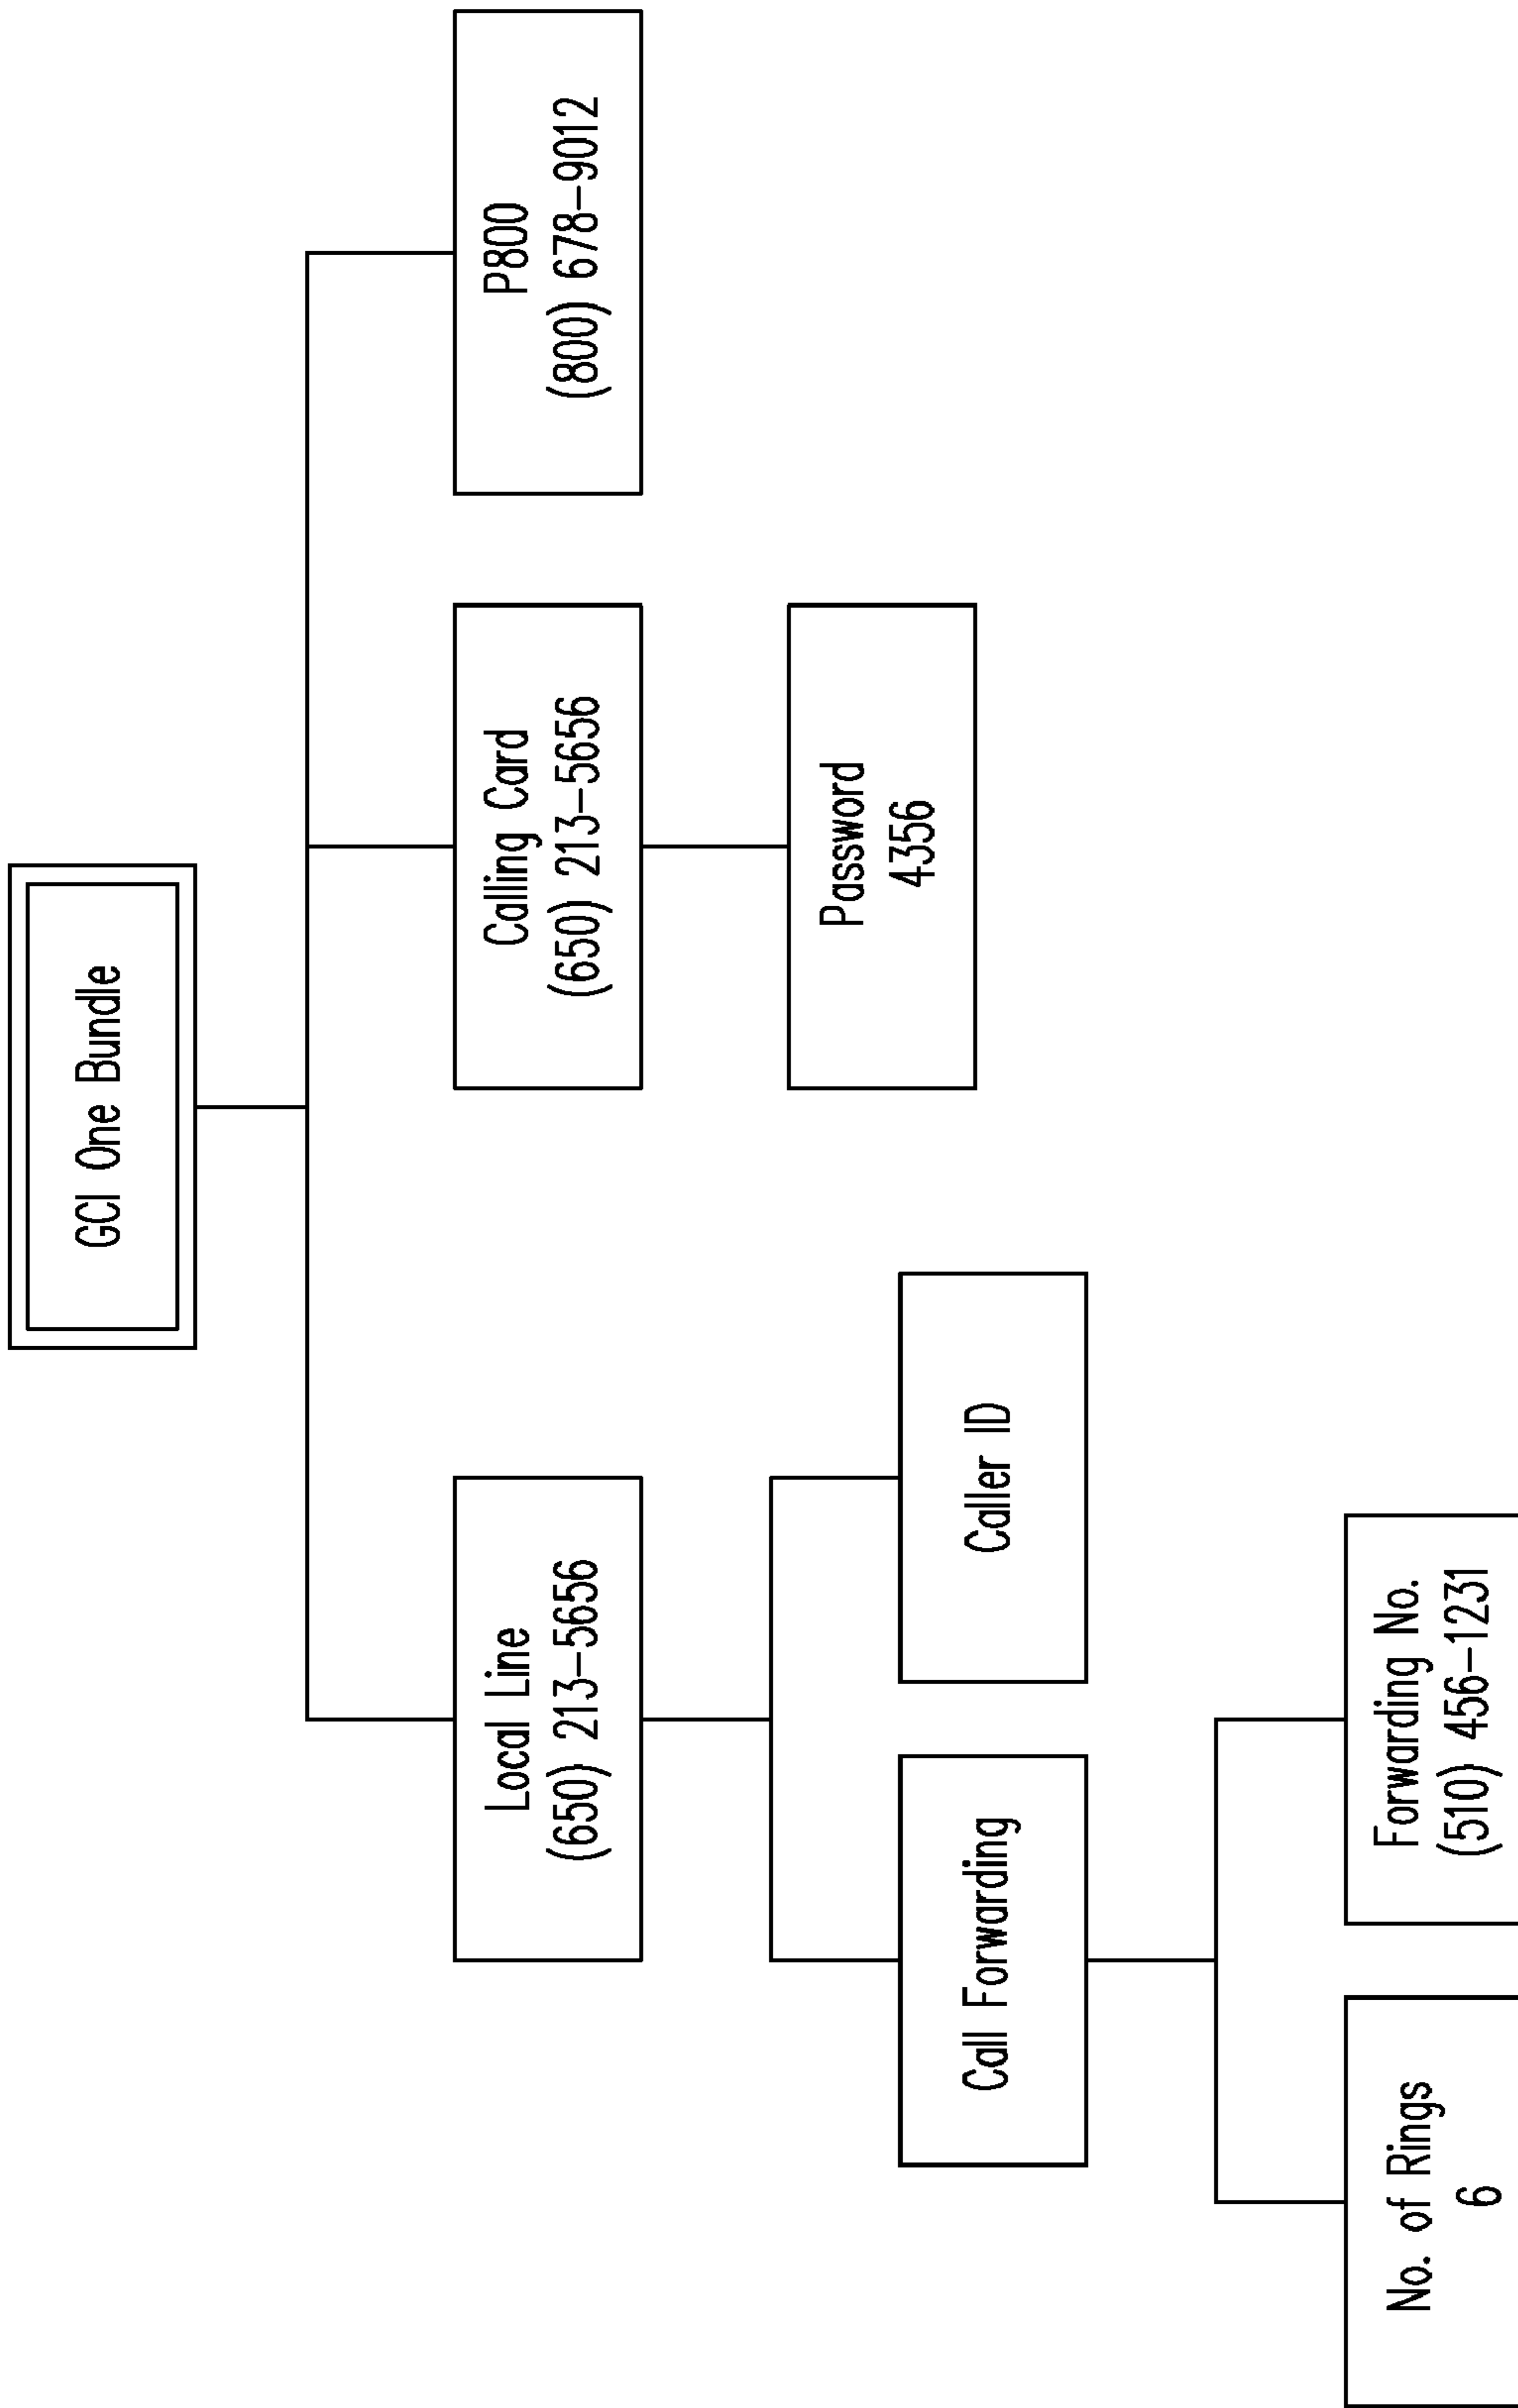 GCI One Bundle
Local Line
(650) 213-5656
Calling Card
(650) 213-5656
P800
(800) 678-9012
Call Forwarding
Caller ID
Password
4356
No. of Rings
6
Forwarding No.
(510) 456-1231